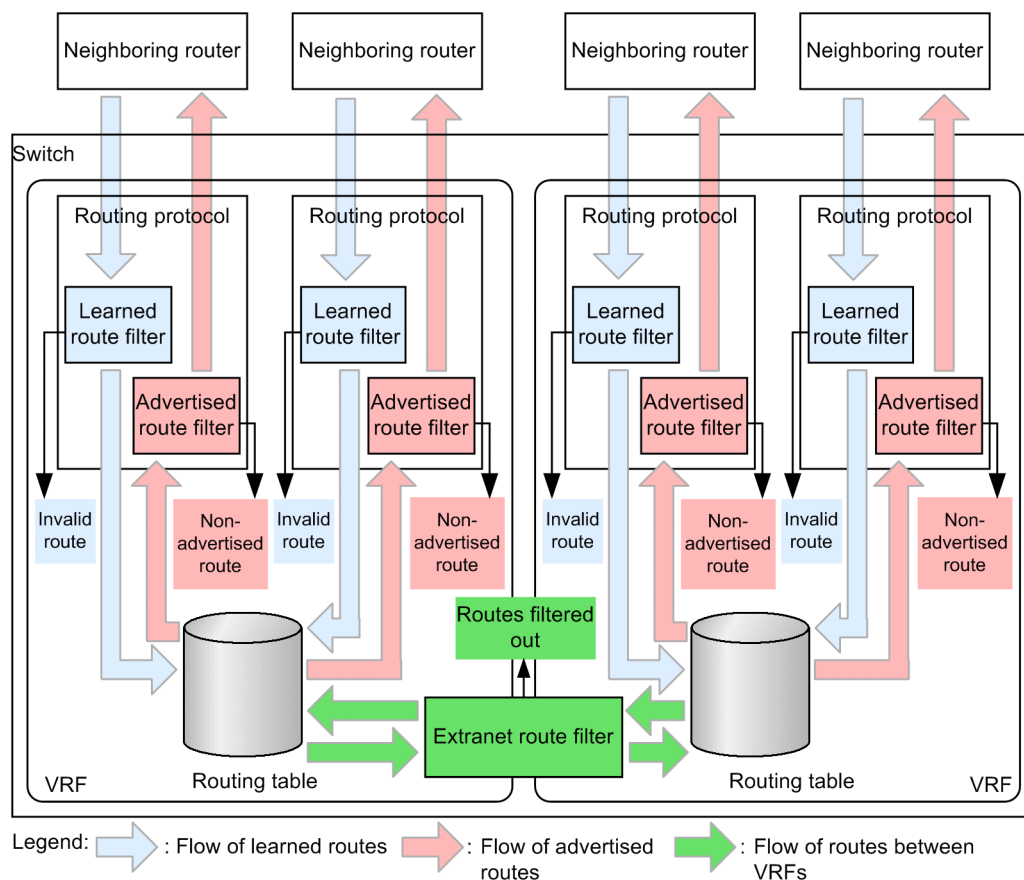 Neighboring router
Neighboring router
Neighboring router
Neighboring router
Switch
Routing protocol
Routing protocol
Routing protocol
Routing protocol
Learned
route filter
Learned
route filter
Learned
route filter
Learned
route filter
Advertised
route filter
Advertised
route filter
Advertised
route filter
Advertised
route filter
Invalid
route
Non-
advertised
route
Invalid
route
Non-
advertised
route
Invalid
route
Non-
advertised
route
Invalid
route
Non-
advertised
route
Routes filtered
out
Extranet route filter
VRF
Routing table
Routing table
VRF
Legend:
: Flow of learned routes
: Flow of advertised
routes
: Flow of routes between
VRFs